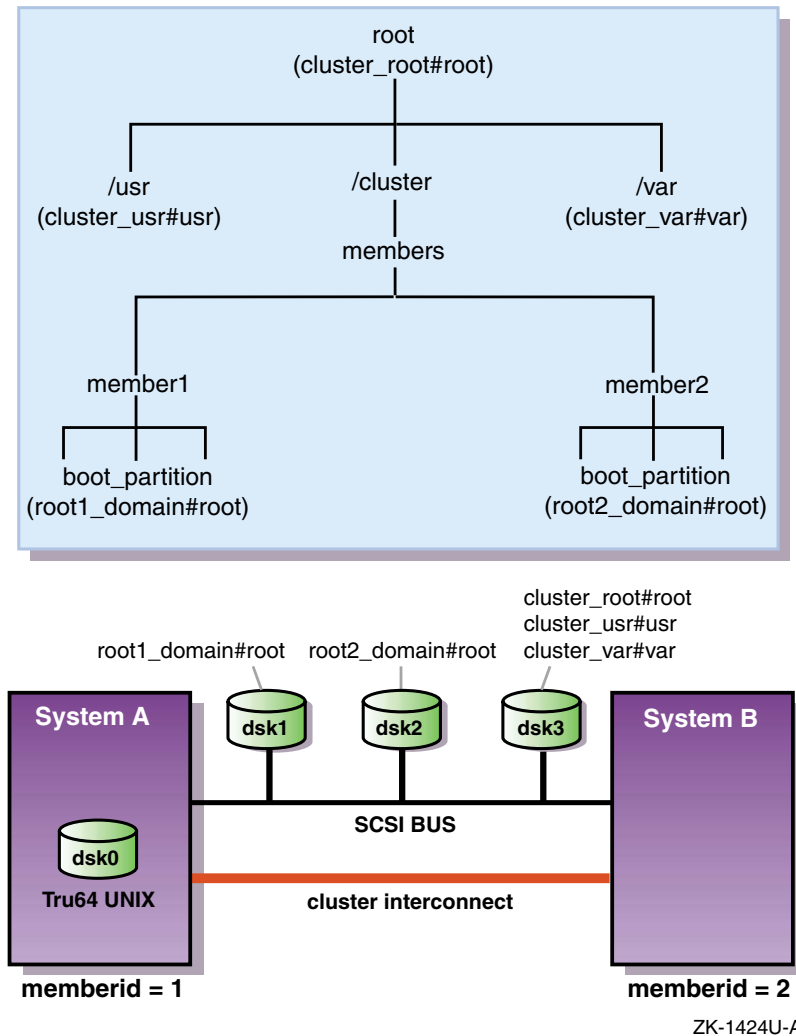 root
(cluster_root#root)
/usr
(cluster_usr#usr)
/cluster
/var
(cluster_var#var)
members
member1
member2
boot_partition
(root1_domain#root)
boot_partition
(root2_domain#root)
cluster_root#root
cluster_usr#usr
cluster_var#var
root1_domain#root
root2_domain#root
System A
dsk1
dsk2
dsk3
System B
SCSI BUS
dsk0
Tru64 UNIX
cluster interconnect
memberid = 1
memberid = 2
ZK-1424U-A